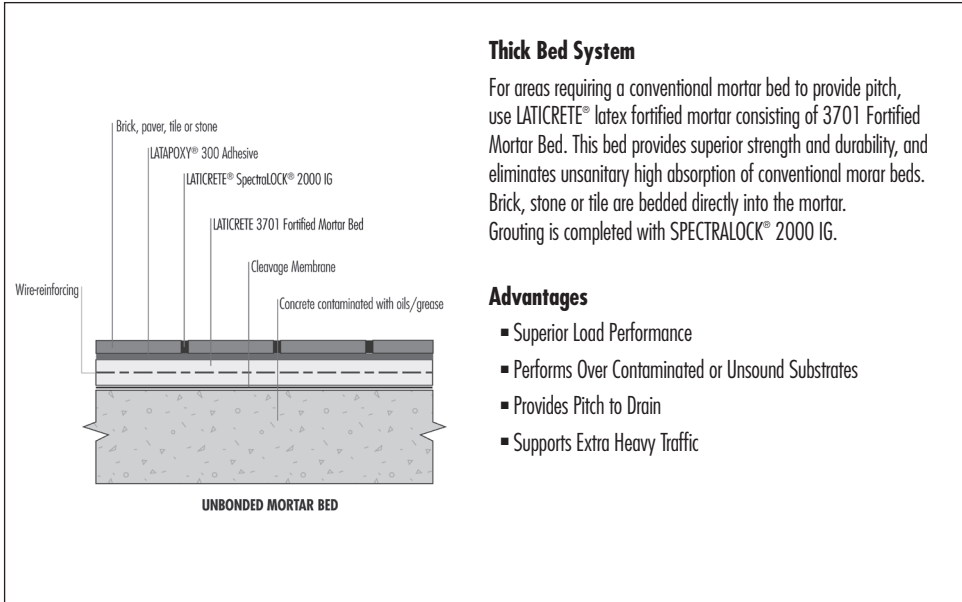 Brick, paver, tile or stone
LATAPOXY® 300 Adhesive
LATICRETE® SpectraLOCK® 2000 IG
LATICRETE 3701 Fortified Mortar Bed
Cleavage Membrane
Wire-reinforcing
Concrete contaminated with oils/grease
UNBONDED MORTAR BED
Thick Bed System
For areas requiring a conventional mortar bed to provide pitch,
use LATICRETE® latex fortified mortar consisting of 3701 Fortified
Mortar Bed. This bed provides superior strength and durability, and
eliminates unsanitary high absorption of conventional morar beds.
Brick, stone or tile are bedded directly into the mortar.
Grouting is completed with SPECTRALOCK® 2000 IG.
Advantages
▪ Superior Load Performance
▪ Performs Over Contaminated or Unsound Substrates
▪ Provides Pitch to Drain
▪ Supports Extra Heavy Traffic